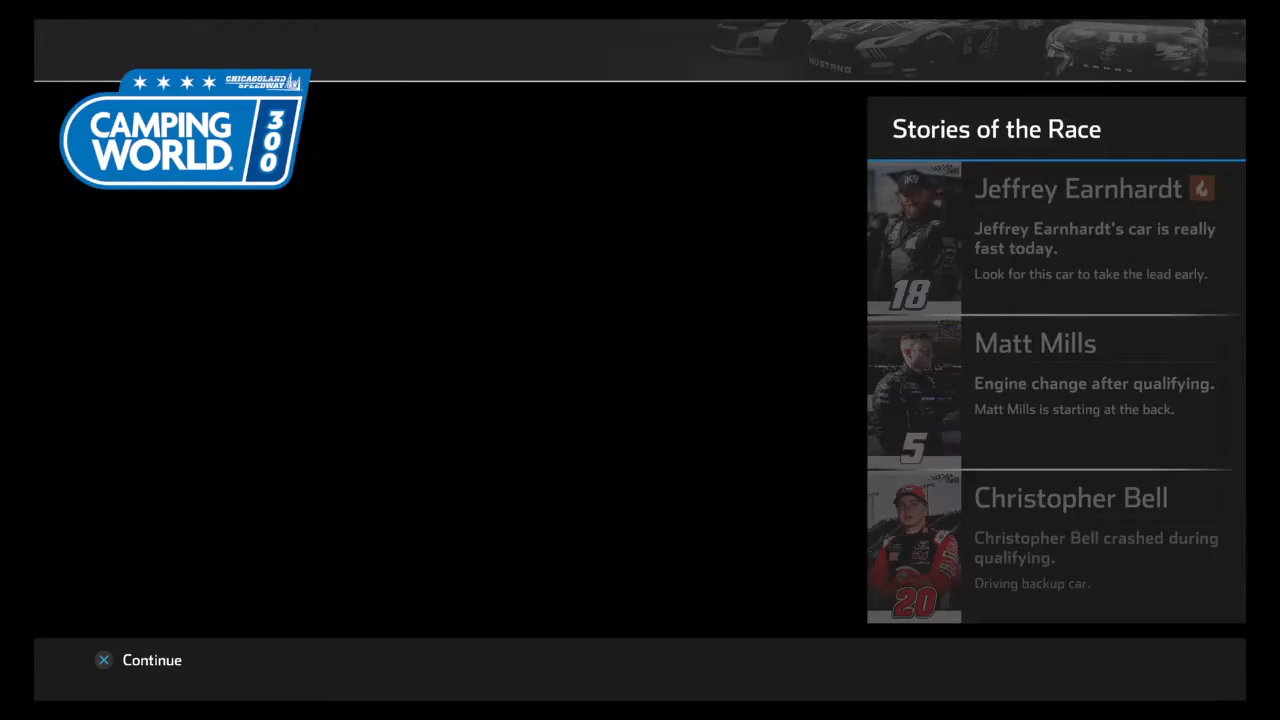 MUSTANG
CHICAGOLAND
SPEEDWAY
CAMPING
WORLD
300
Stories of the Race
Jeffrey Earnhardt
Jeffrey Earnhardt's car is really
fast today.
Look for this car to take the lead early.
18
Matt Mills
Engine change after qualifying.
Matt Mills is starting at the back.
5
Christopher Bell
Christopher Bell crashed during
qualifying.
Driving backup car.
20
Continue